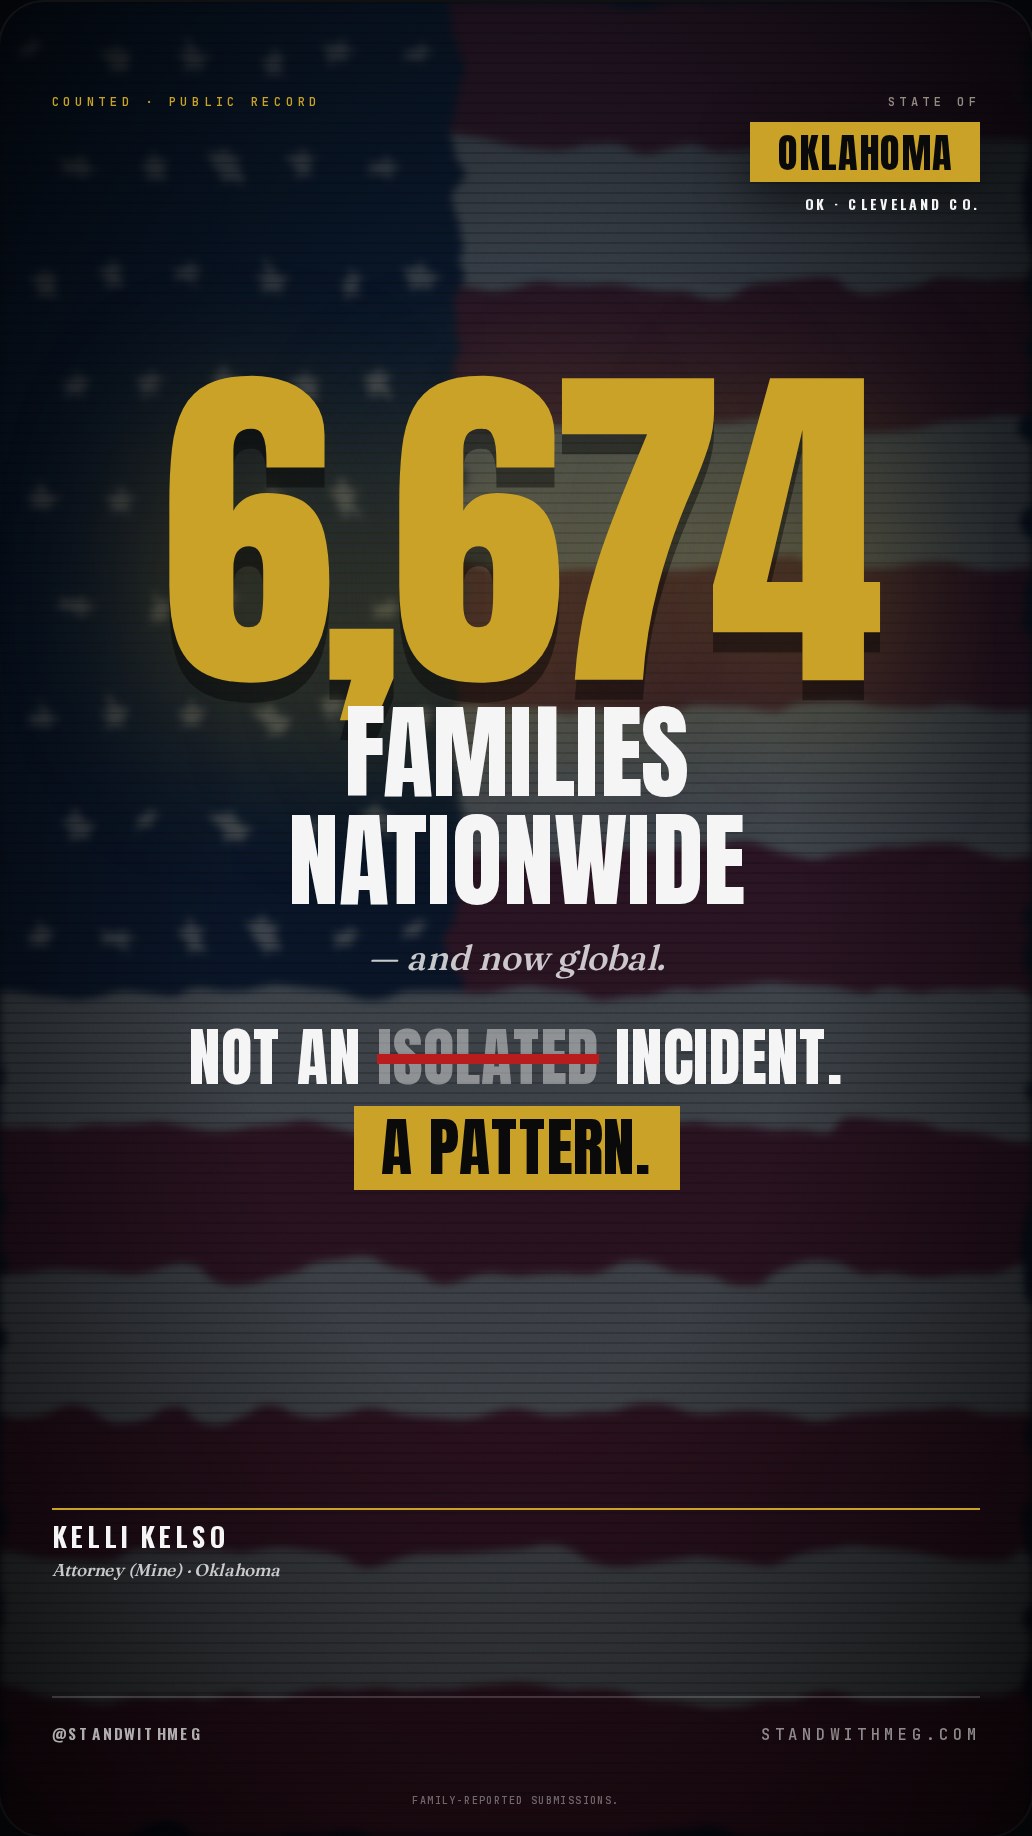 COUNTED · PUBLIC RECORD
STATE OF
OKLAHOMA
OK · CLEVELAND CO.
6,674
FAMILIES
NATIONWIDE
— and now global.
NOT AN ISOLATED INCIDENT.
A PATTERN.
KELLI KELSO
Attorney (Mine) · Oklahoma
@STANDWITHMEG
STANDWITHMEG.COM
FAMILY-REPORTED SUBMISSIONS.